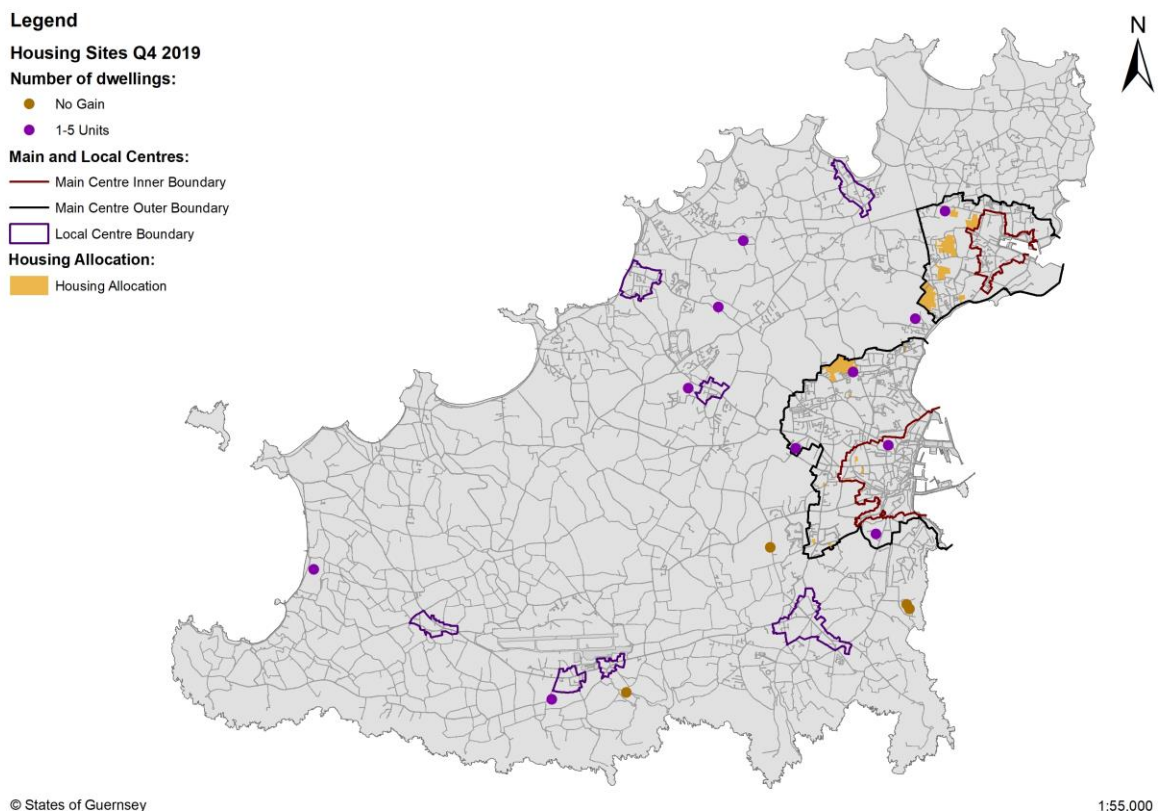 Legend
Housing Sites Q4 2019
Number of dwellings:
No Gain
1-5 Units
Main and Local Centres:
Main Centre Inner Boundary
Main Centre Outer Boundary
Local Centre Boundary
Housing Allocation:
Housing Allocation
N
© States of Guernsey
1:55.000